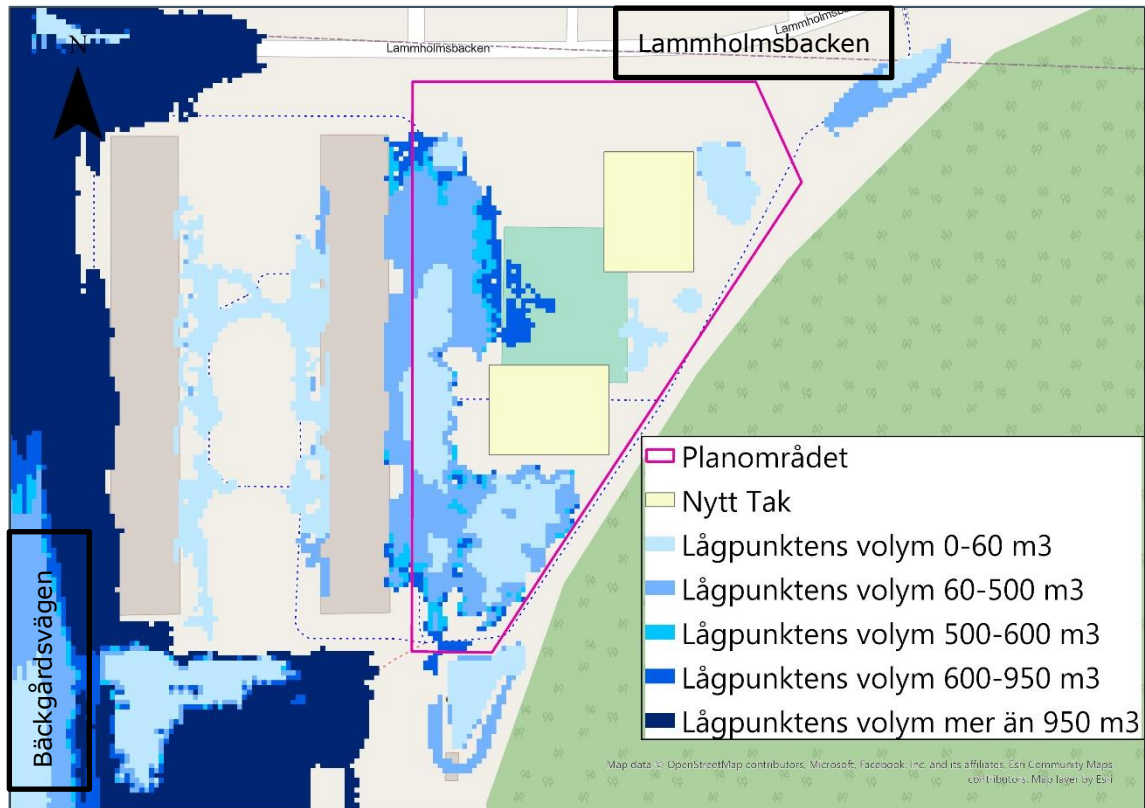 Lammholmsbacken
Lammholmsbacken
N
Lammholmsbacken
Bäckgårdsvägen
Planområdet
Nytt Tak
Lågpunktens volym 0-60 m3
Lågpunktens volym 60-500 m3
Lågpunktens volym 500-600 m3
Lågpunktens volym 600-950 m3
Lågpunktens volym mer än 950 m3
Map data © OpenStreetMap contributors, Microsoft, Facebook, Inc. and its affiliates, Esri Community Maps
contributors, Map layer by Esri